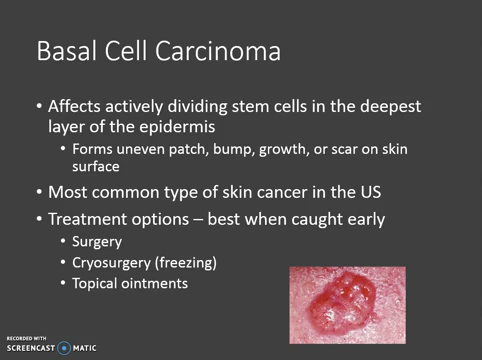 Basal Cell Carcinoma
• Affects actively dividing stem cells in the deepest
layer of the epidermis
• Forms uneven patch, bump, growth, or scar on skin
surface
• Most common type of skin cancer in the US
• Treatment options – best when caught early
• Surgery
• Cryosurgery (freezing)
• Topical ointments
RECORDED WITH
SCREENCAST MATIC